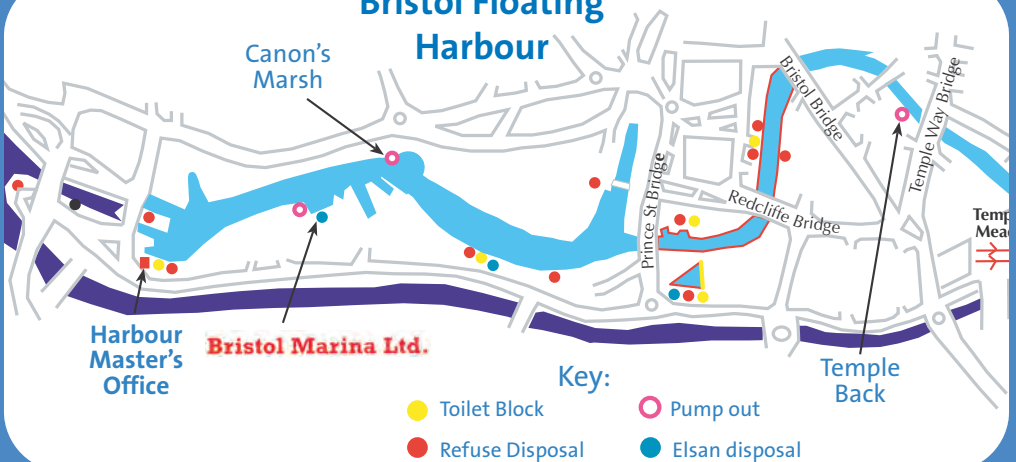 Bristol Floating
Harbour
Canon's
Marsh
Bristol Bridge
Temple Way Bridge
Prince St Bridge
Redcliffe Bridge
Temp
Mead
Harbour
Master's
Office
Bristol Marina Ltd.
Temple
Back
Key:
Toilet Block
Pump out
Refuse Disposal
Elsan disposal